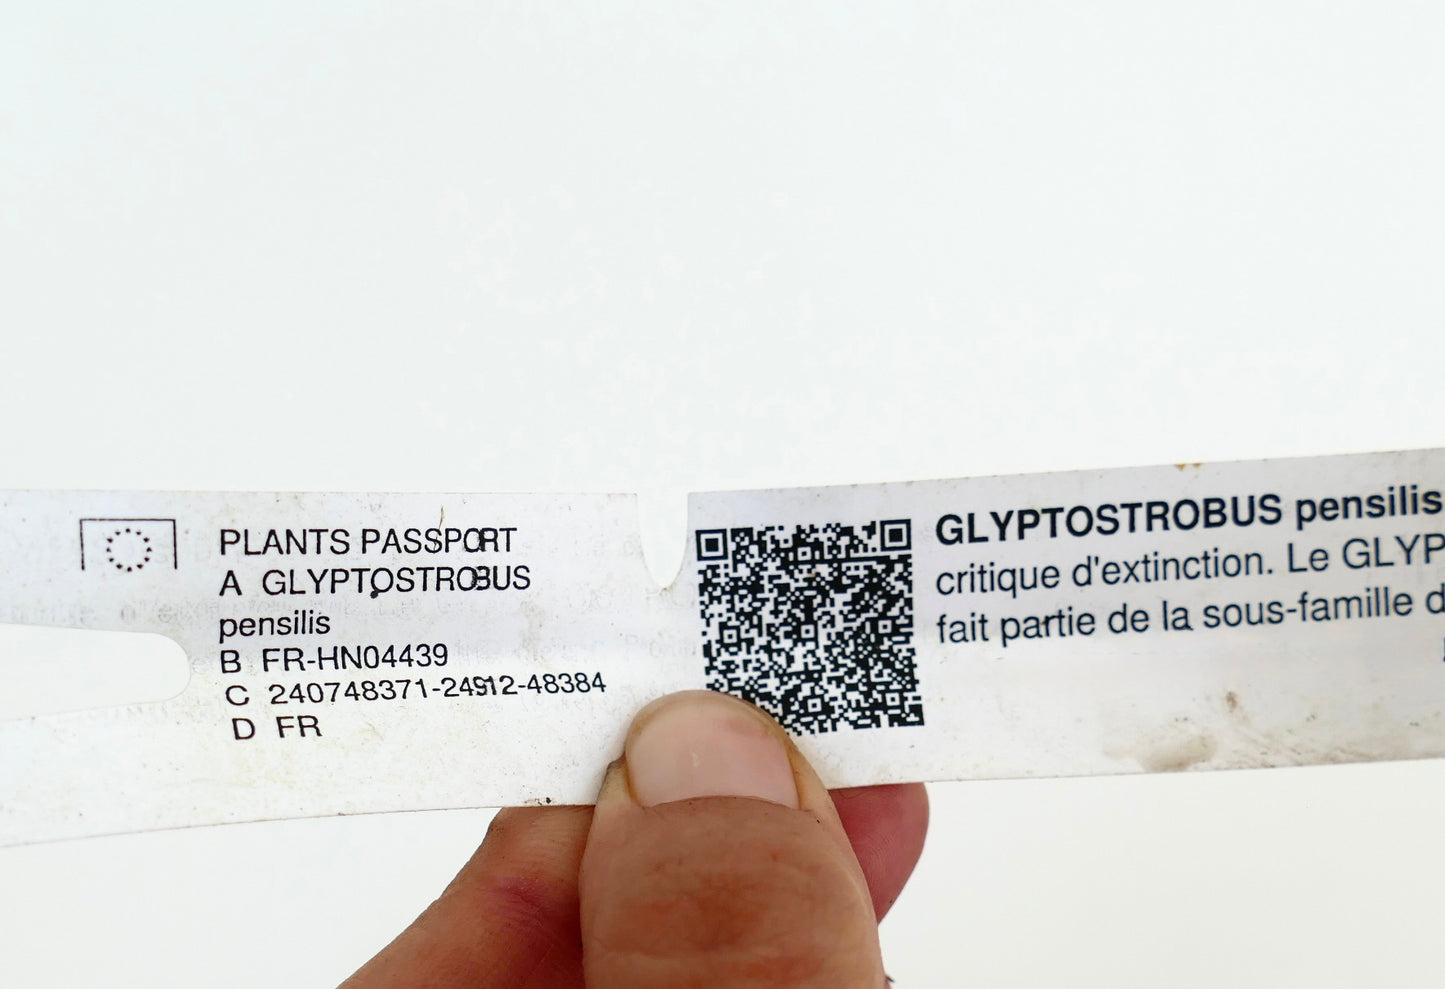 PLANTS PASSPORT
A GLYPTOSTROBUS
pensilis
B FR-HN04439
C 240748371-24912-48384
D FR
GLYPTOSTROBUS pensilis
critique d'extinction. Le GLYP
fait partie de la sous-famille d